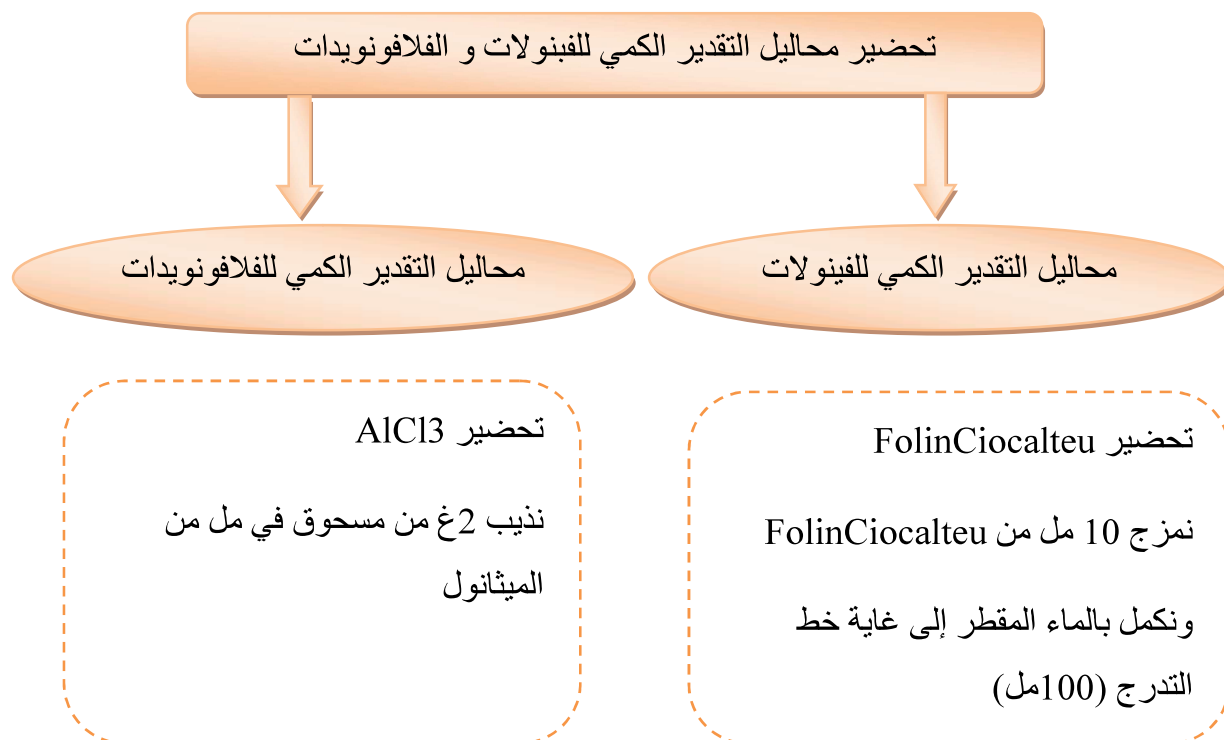 تحضير محاليل التقدير الكمي للفبنولات و الفلافونويدات
محاليل التقدير الكمي للفينولات
محاليل التقدير الكمي للفلافونويدات
تحضير FolinCiocalteu
نمزج 10 مل من FolinCiocalteu
ونكمل بالماء المقطر إلى غاية خط
التدرج (100مل)
تحضير AlCl3
نذيب 2غ من مسحوق في مل من
الميثانول